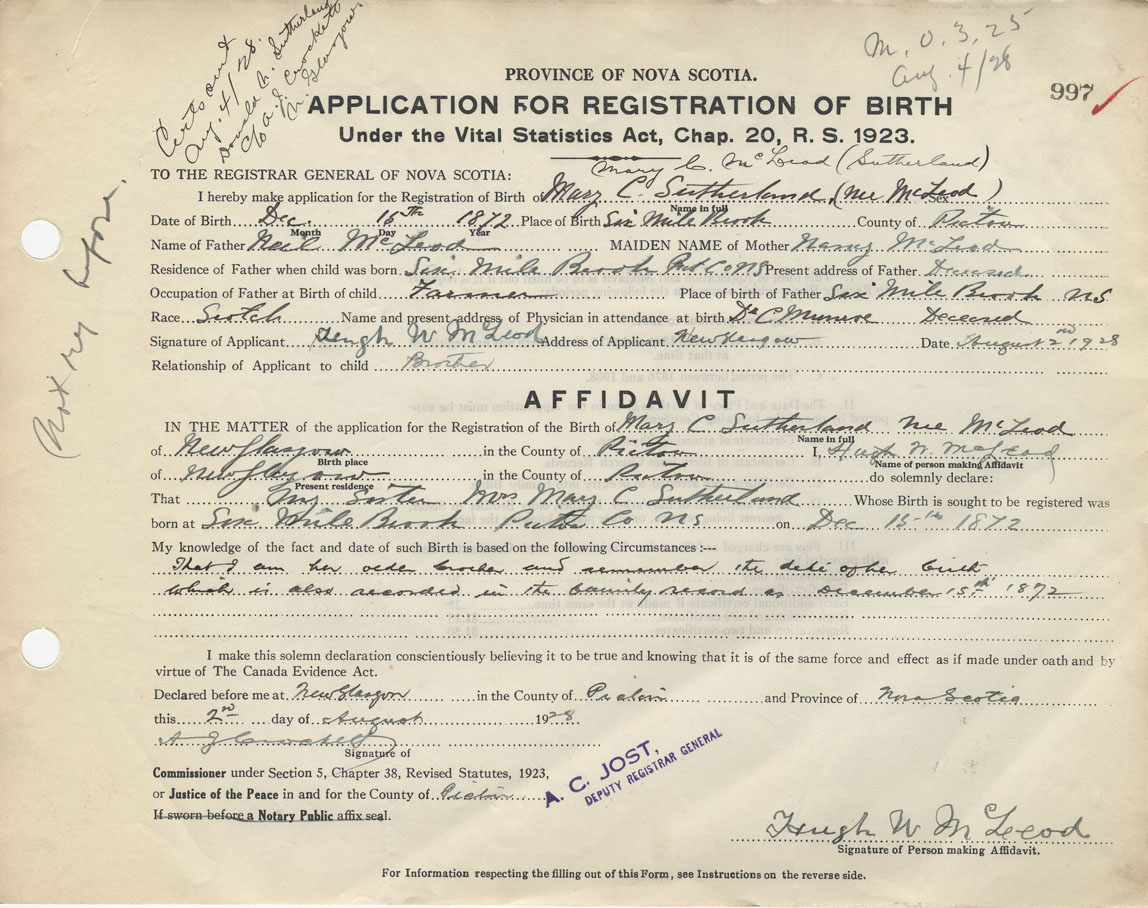 Certs sent
Aug. 4/28.
Donald A. Sutherland
C/o A. J. Crockett
N. Glasgow.
M. 0. 3. 25
Aug. 4/28
997
Not reg before.
PROVINCE OF NOVA SCOTIA.
APPLICATION FOR REGISTRATION OF BIRTH
Under the Vital Statistics Act, Chap. 20, R. S. 1923.
Mary C. McLeod (Sutherland)
TO THE REGISTRAR GENERAL OF NOVA SCOTIA:
I hereby make application for the Registration of Birth of Mary C. Sutherland (nee McLeod) Sex
Name in full
Date of Birth Dec. 15th 1872 Place of Birth Six Mile Brook County of Pictou
Month Day Year
Name of Father Neil McLeod MAIDEN NAME of Mother Nancy McLeod
Residence of Father when child was born Six Mile Brook Pict Co NS Present address of Father Deceased
Occupation of Father at Birth of child Farmer Place of birth of Father Six Mile Brook NS
Race Scotch Name and present address of Physician in attendance at birth Dr C Munroe Deceased
Signature of Applicant Hugh W McLeod Address of Applicant New Glasgow Date August 2nd 1928
Relationship of Applicant to child Brother
AFFIDAVIT
IN THE MATTER of the application for the Registration of the Birth of Mary C Sutherland nee McLeod
Name in full
of New Glasgow in the County of Pictou I, Hugh W. McLeod
Birth place Name of person making Affidavit
of New Glasgow in the County of Pictou do solemnly declare:
Present residence
That my Sister Mrs Mary C Sutherland Whose Birth is sought to be registered was
born at Six Mile Brook Pictou Co NS on Dec 15th 1872
My knowledge of the fact and date of such Birth is based on the following Circumstances :---
That I am her older brother and remember the date of her birth
which is also recorded in the family record as December 15th 1872
I make this solemn declaration conscientiously believing it to be true and knowing that it is of the same force and effect as if made under oath and by
virtue of The Canada Evidence Act.
Declared before me at New Glasgow in the County of Pictou and Province of Nova Scotia
this 2nd day of August 1928
A J Crockett
Signature of
Commissioner under Section 5, Chapter 38, Revised Statutes, 1923,
or Justice of the Peace in and for the County of Pictou
If sworn before a Notary Public affix seal.
A. C. JOST,
DEPUTY REGISTRAR GENERAL
Hugh W McLeod
Signature of Person making Affidavit.
For Information respecting the filling out of this Form, see Instructions on the reverse side.